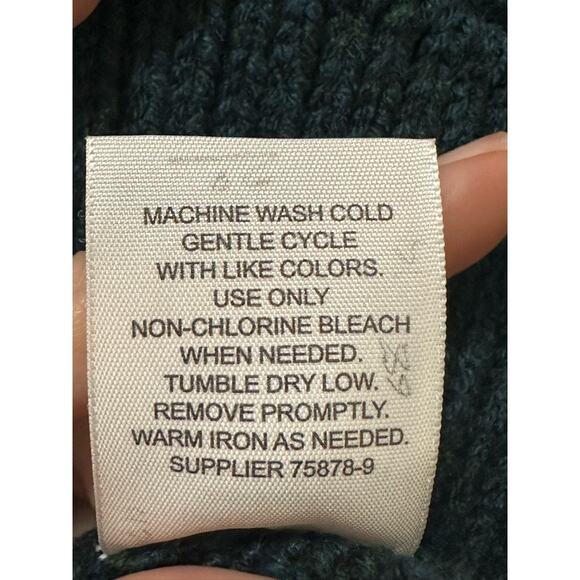 MACHINE WASH COLD
GENTLE CYCLE
WITH LIKE COLORS.
USE ONLY
NON-CHLORINE BLEACH
WHEN NEEDED.
TUMBLE DRY LOW.
REMOVE PROMPTLY.
WARM IRON AS NEEDED.
SUPPLIER 75878-9